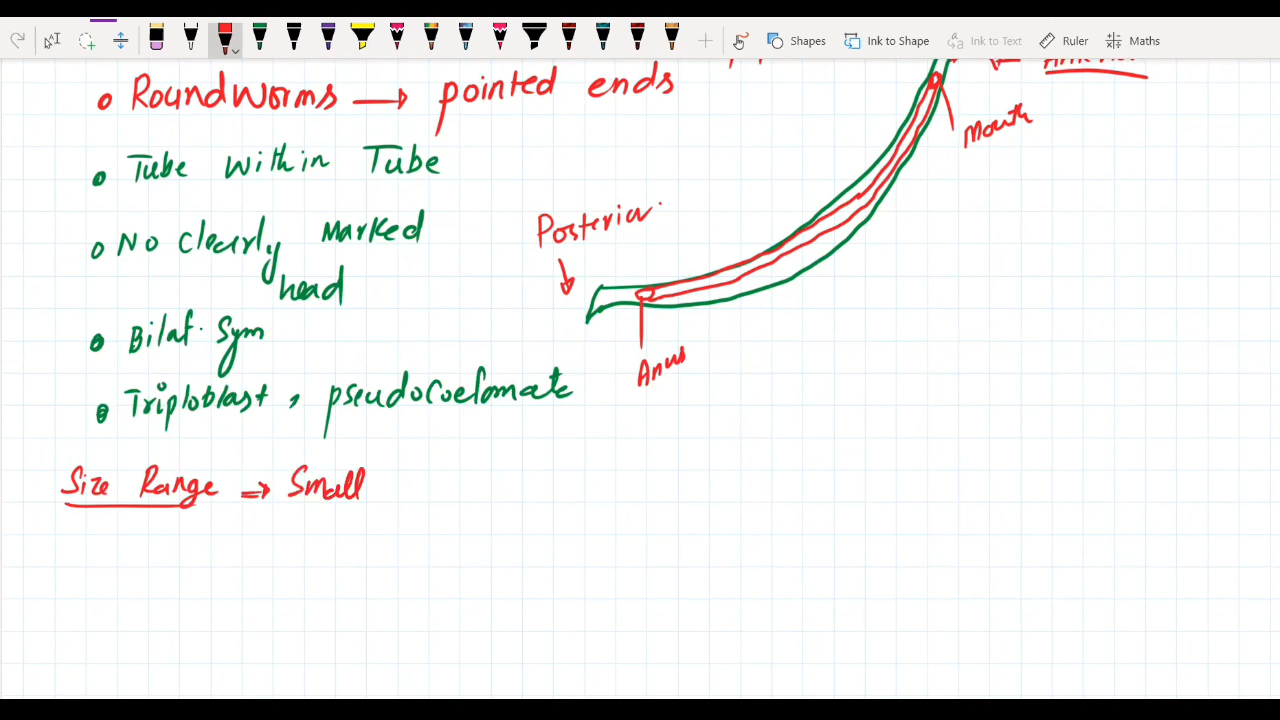 Shapes
Ink to Shape
Ink to Text
Ruler
Maths
Roundworms → pointed ends
Mouth
Tube Within Tube
Posterior
No Clearly Marked
head
Bilat. Sym
Anus
Triploblast, pseudocoelomate
Size Range ⇒ Small